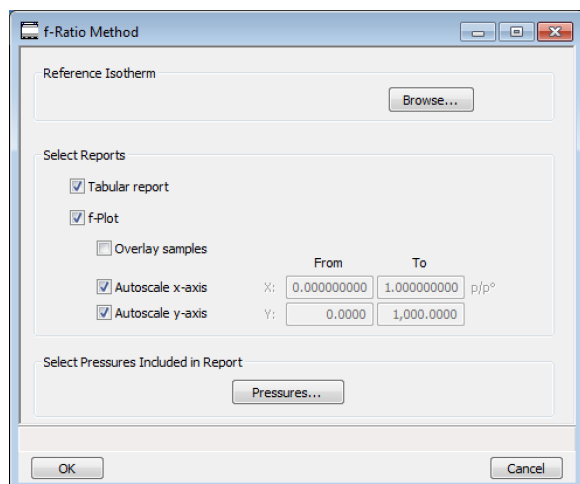 f-Ratio Method
Reference Isotherm
Browse...
Select Reports
Tabular report
f-Plot
Overlay samples
From To
Autoscale x-axis X: 0.000000000 1.000000000 p/p°
Autoscale y-axis Y: 0.0000 1,000.0000
Select Pressures Included in Report
Pressures...
OK Cancel